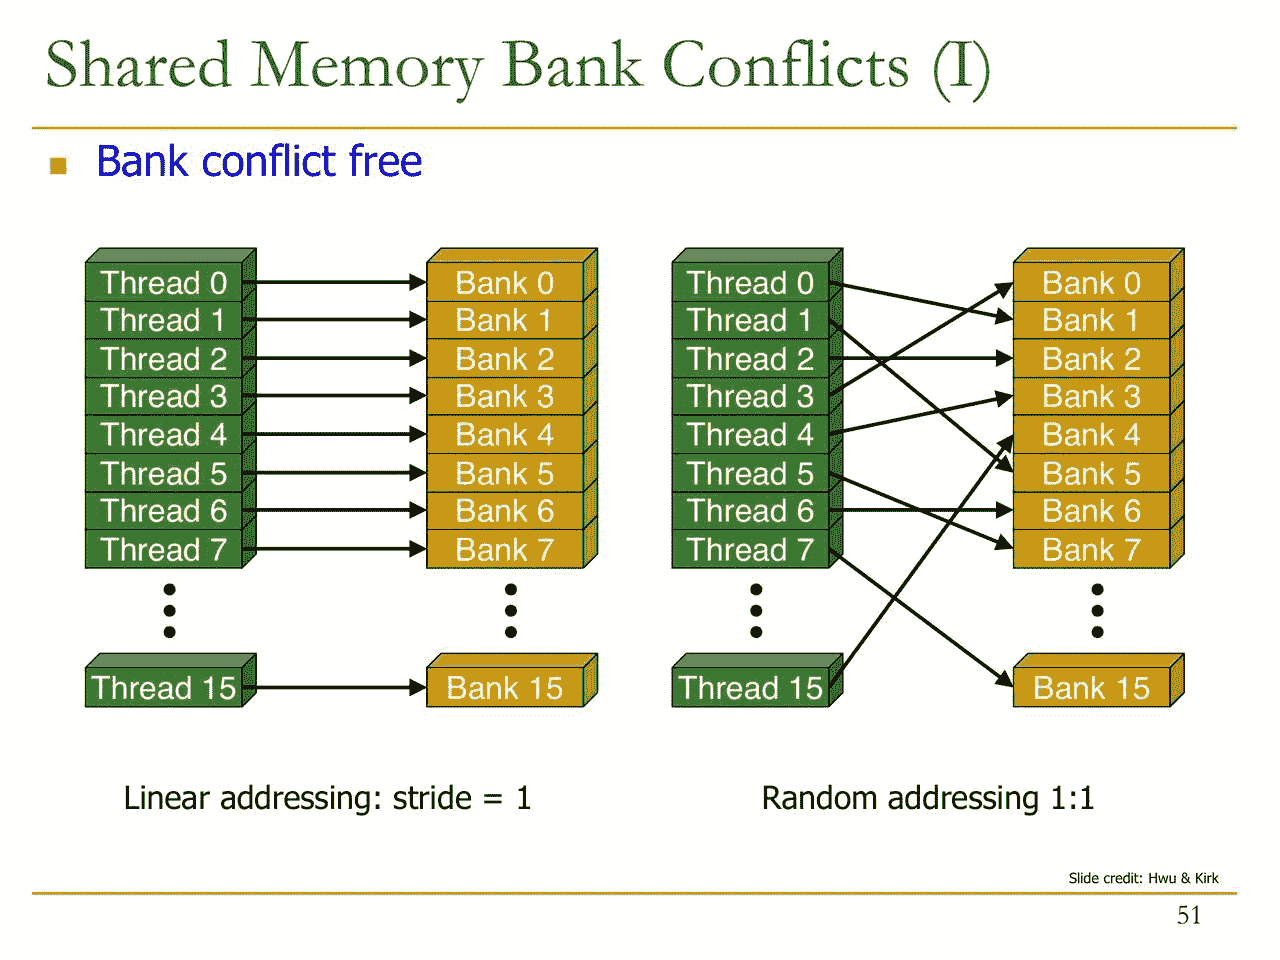 Shared Memory Bank Conflicts (I)
Bank conflict free
Thread 0
Thread 1
Thread 2
Thread 3
Thread 4
Thread 5
Thread 6
Thread 7
Thread 15
Bank 0
Bank 1
Bank 2
Bank 3
Bank 4
Bank 5
Bank 6
Bank 7
Bank 15
Linear addressing: stride = 1
Thread 0
Thread 1
Thread 2
Thread 3
Thread 4
Thread 5
Thread 6
Thread 7
Thread 15
Bank 0
Bank 1
Bank 2
Bank 3
Bank 4
Bank 5
Bank 6
Bank 7
Bank 15
Random addressing 1:1
Slide credit: Hwu & Kirk
51